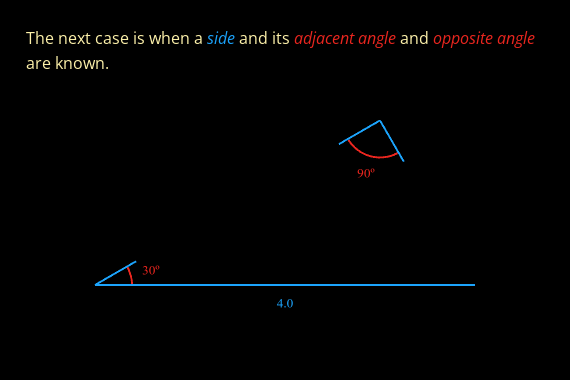 The next case is when a side and its adjacent angle and opposite angle
are known.
90º
30º
4.0